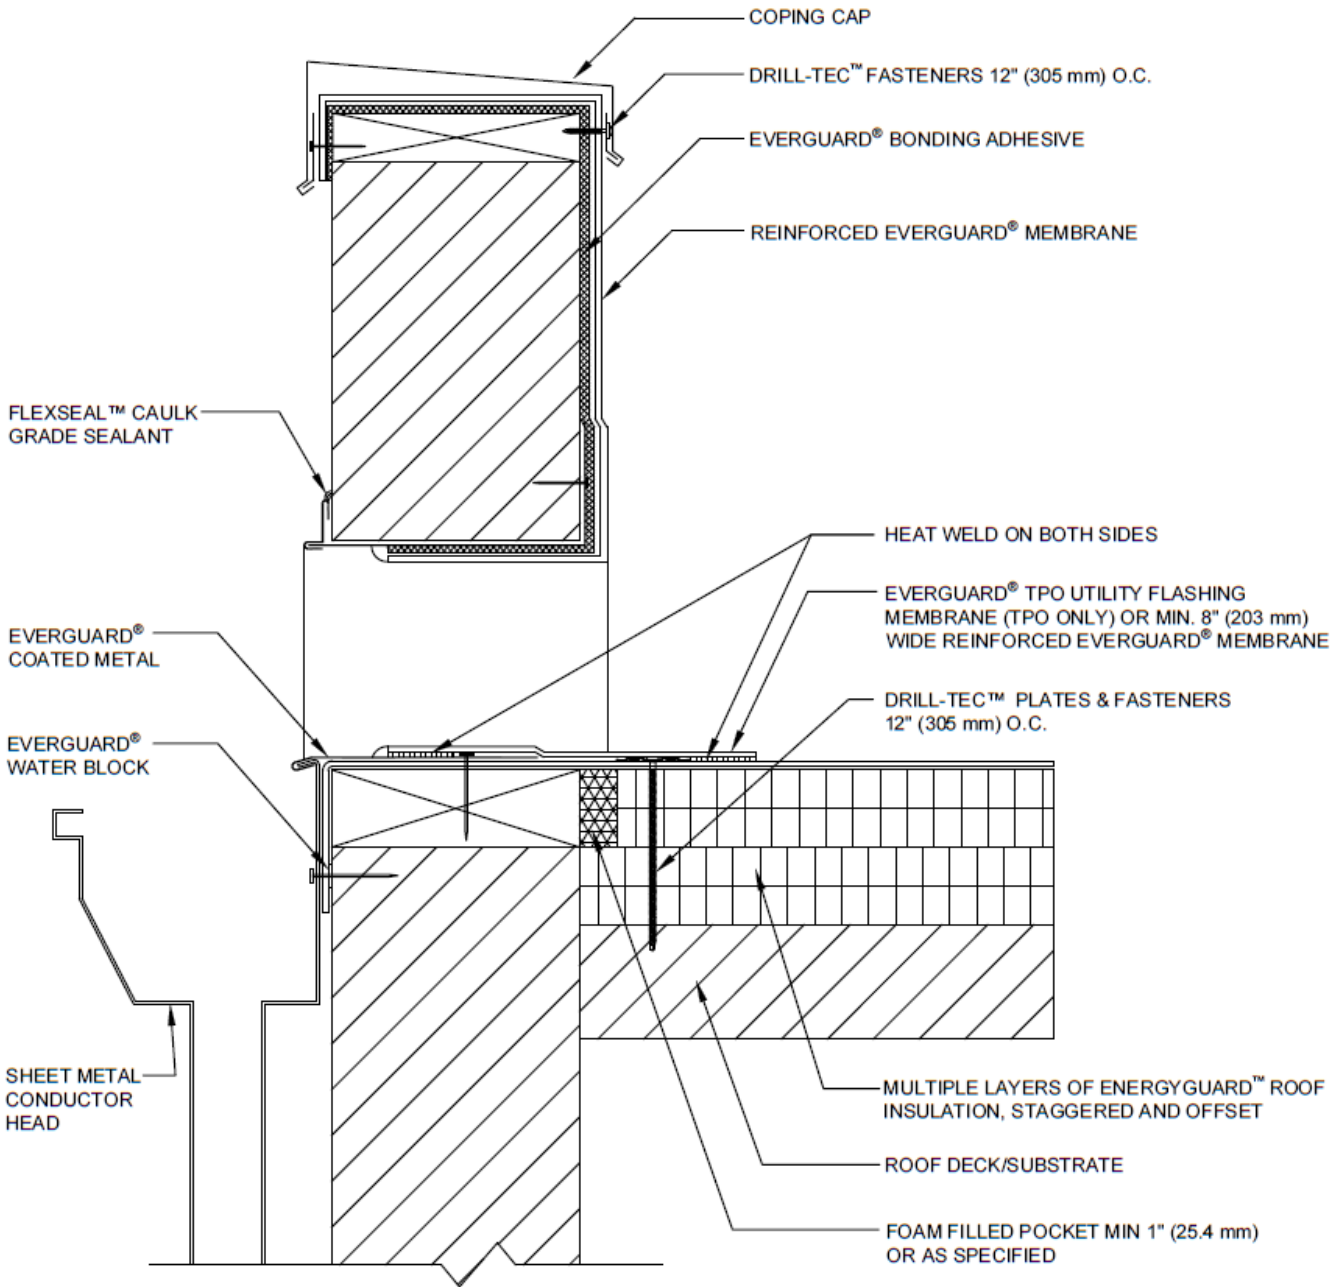 COPING CAP
DRILL-TEC™ FASTENERS 12" (305 mm) O.C.
EVERGUARD® BONDING ADHESIVE
REINFORCED EVERGUARD® MEMBRANE
FLEXSEAL™ CAULK
GRADE SEALANT
HEAT WELD ON BOTH SIDES
EVERGUARD® TPO UTILITY FLASHING
MEMBRANE (TPO ONLY) OR MIN. 8" (203 mm)
WIDE REINFORCED EVERGUARD® MEMBRANE
EVERGUARD®
COATED METAL
DRILL-TEC™ PLATES & FASTENERS
12" (305 mm) O.C.
EVERGUARD®
WATER BLOCK
SHEET METAL
CONDUCTOR
HEAD
MULTIPLE LAYERS OF ENERGYGUARD™ ROOF
INSULATION, STAGGERED AND OFFSET
ROOF DECK/SUBSTRATE
FOAM FILLED POCKET MIN 1" (25.4 mm)
OR AS SPECIFIED